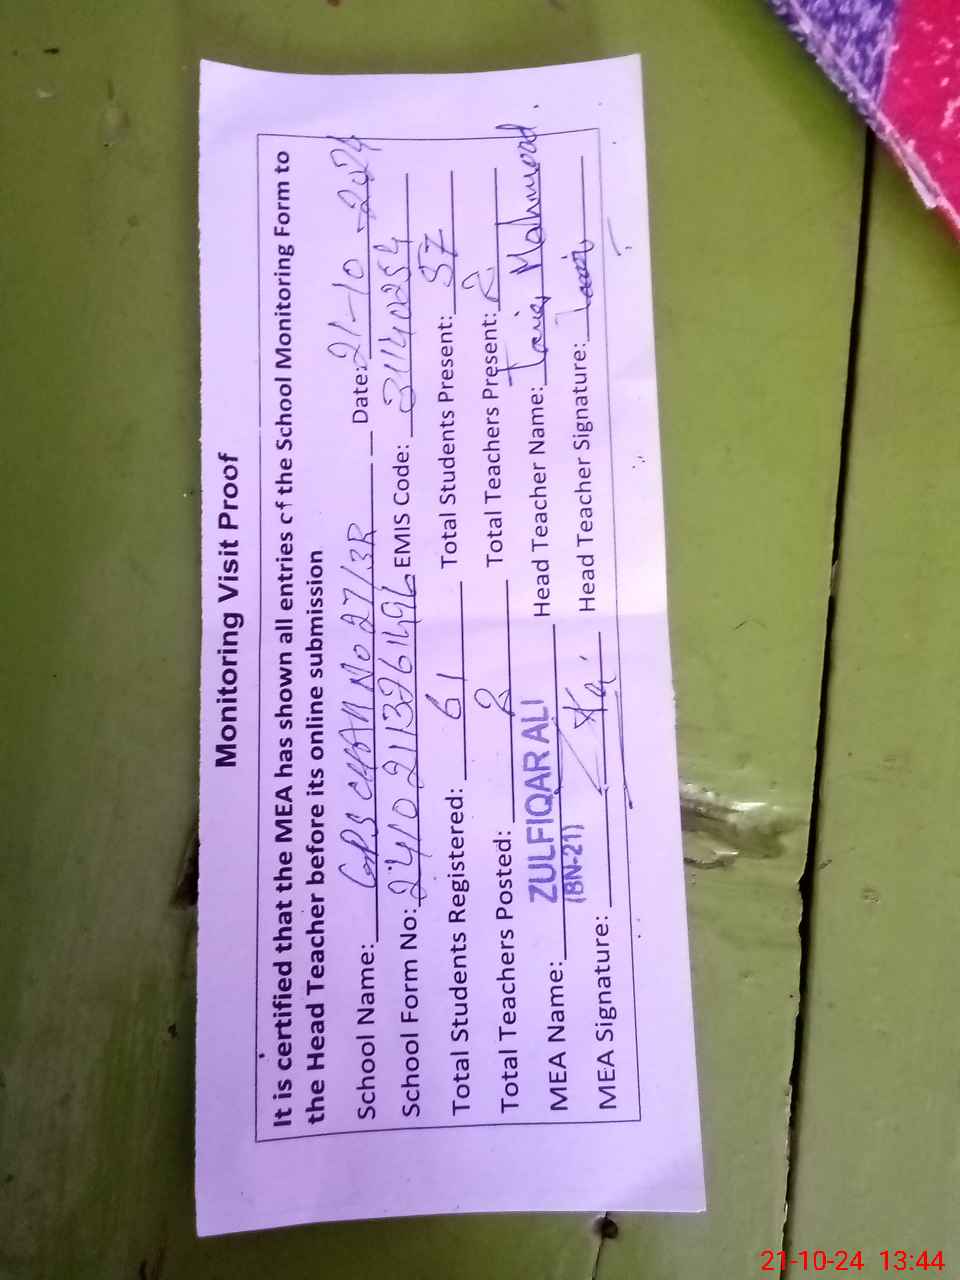 Monitoring Visit Proof
It is certified that the MEA has shown all entries of the School Monitoring Form to
the Head Teacher before its online submission
School Name: GPS CHAK No 27/3R Date: 21-10-2024
School Form No: EMIS Code: 31140254
Total Students Registered: 61 Total Students Present: 57
Total Teachers Posted: 2 Total Teachers Present: 2
MEA Name: ZULFIQAR ALI Head Teacher Name: Tariq Mahmood
(BN-21)
MEA Signature: Head Teacher Signature:
21-10-24 13:44